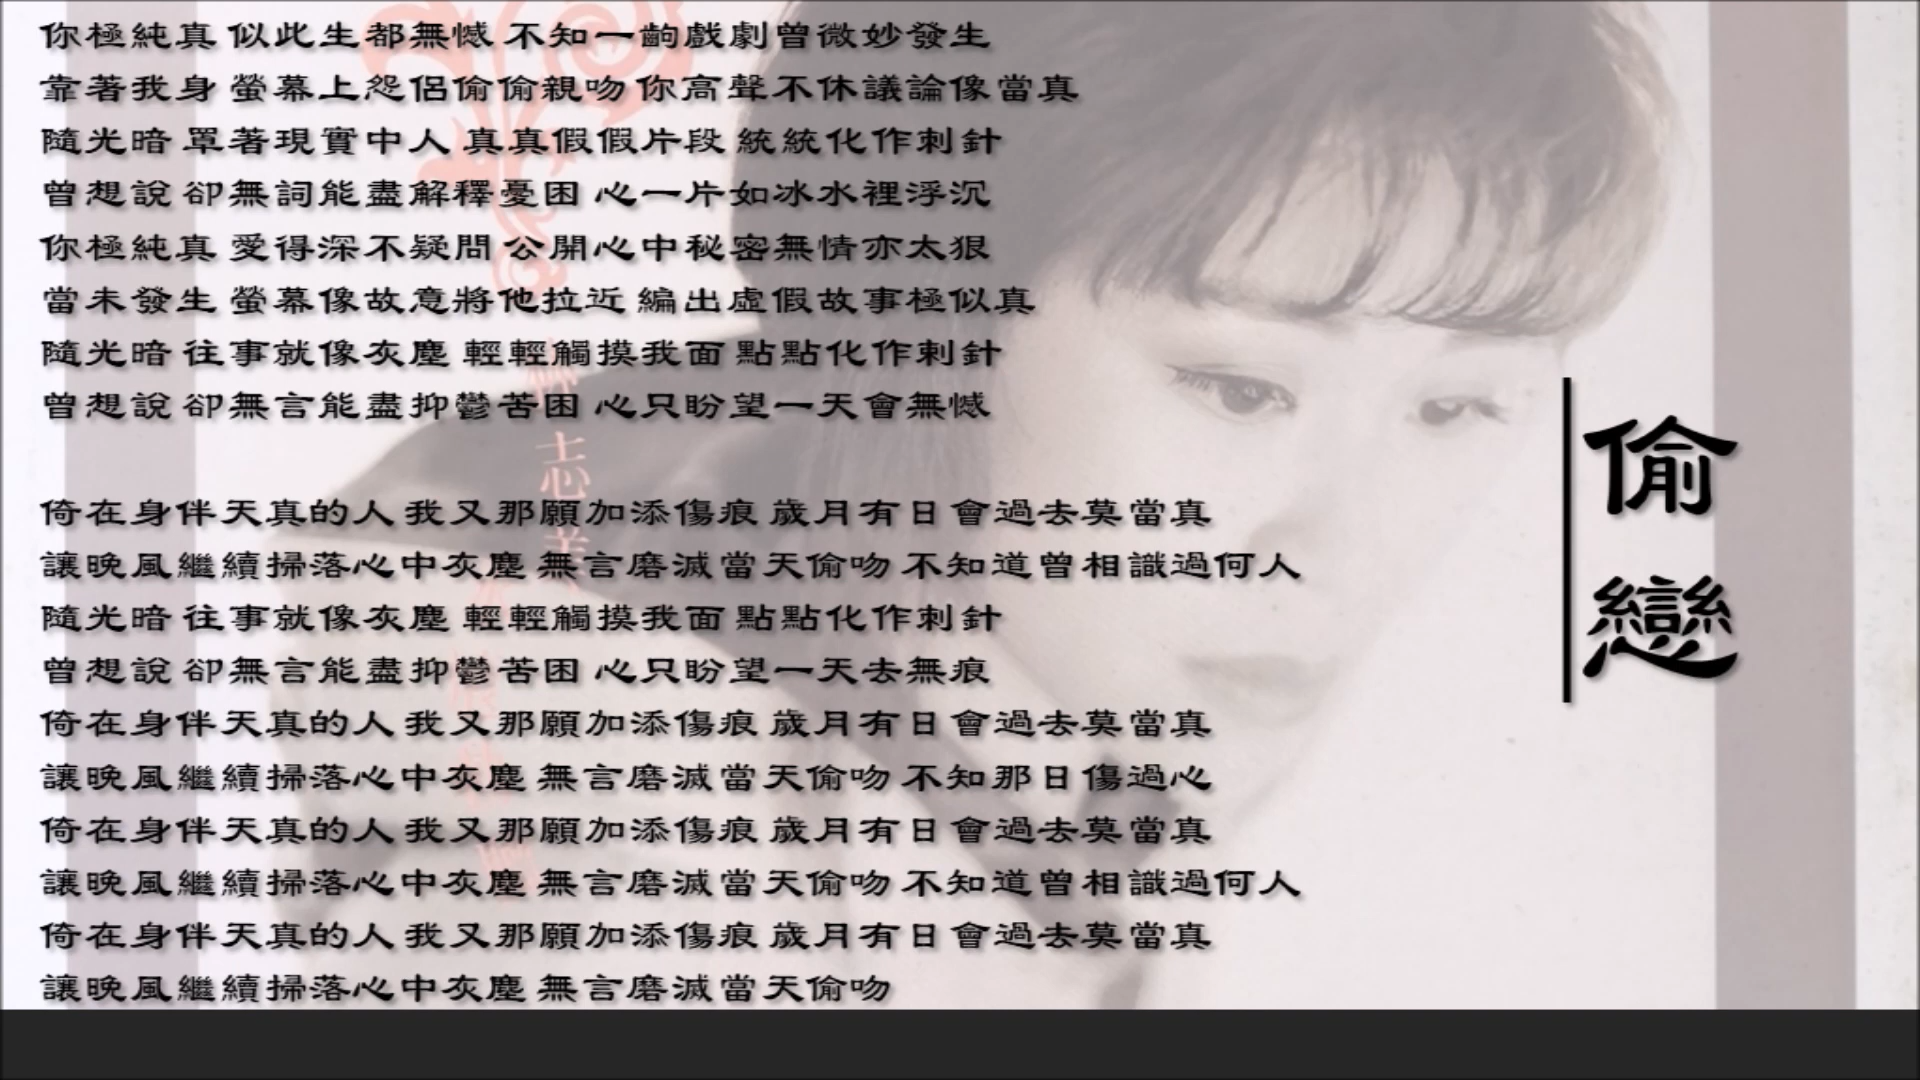 你極純真 似此生都無憾 不知一齣戲劇曾微妙發生
靠著我身 螢幕上怨侶偷偷親吻 你高聲不休議論像當真
隨光暗 罩著現實中人 真真假假片段 統統化作刺針
曾想說 卻無詞能盡解釋憂困 心一片如冰水裡浮沉
你極純真 愛得深不疑問 公開心中秘密無情亦太狠
當未發生 螢幕像故意將他拉近 編出虛假故事極似真
隨光暗 往事就像灰塵 輕輕觸摸我面 點點化作刺針
曾想說 卻無言能盡抑鬱苦困 心只盼望一天會無憾
倚在身伴天真的人 我又那願加添傷痕 歲月有日會過去莫當真
讓晚風繼續掃落心中灰塵 無言磨滅當天偷吻 不知道曾相識過何人
隨光暗 往事就像灰塵 輕輕觸摸我面 點點化作刺針
曾想說 卻無言能盡抑鬱苦困 心只盼望一天去無痕
倚在身伴天真的人 我又那願加添傷痕 歲月有日會過去莫當真
讓晚風繼續掃落心中灰塵 無言磨滅當天偷吻 不知那日傷過心
倚在身伴天真的人 我又那願加添傷痕 歲月有日會過去莫當真
讓晚風繼續掃落心中灰塵 無言磨滅當天偷吻 不知道曾相識過何人
倚在身伴天真的人 我又那願加添傷痕 歲月有日會過去莫當真
讓晚風繼續掃落心中灰塵 無言磨滅當天偷吻
偷戀
志